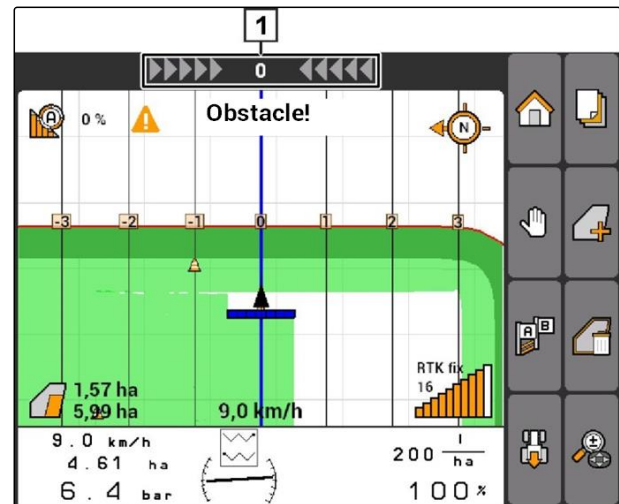 1
0
A 0 % Obstacle! N
-3 -2 -1 0 1 2 3
A B
RTK fix
16
1,57 ha
5,99 ha 9,0 km/h
9.0 km/h
4.61 ha
6.4 bar
200 l/ha
100 %